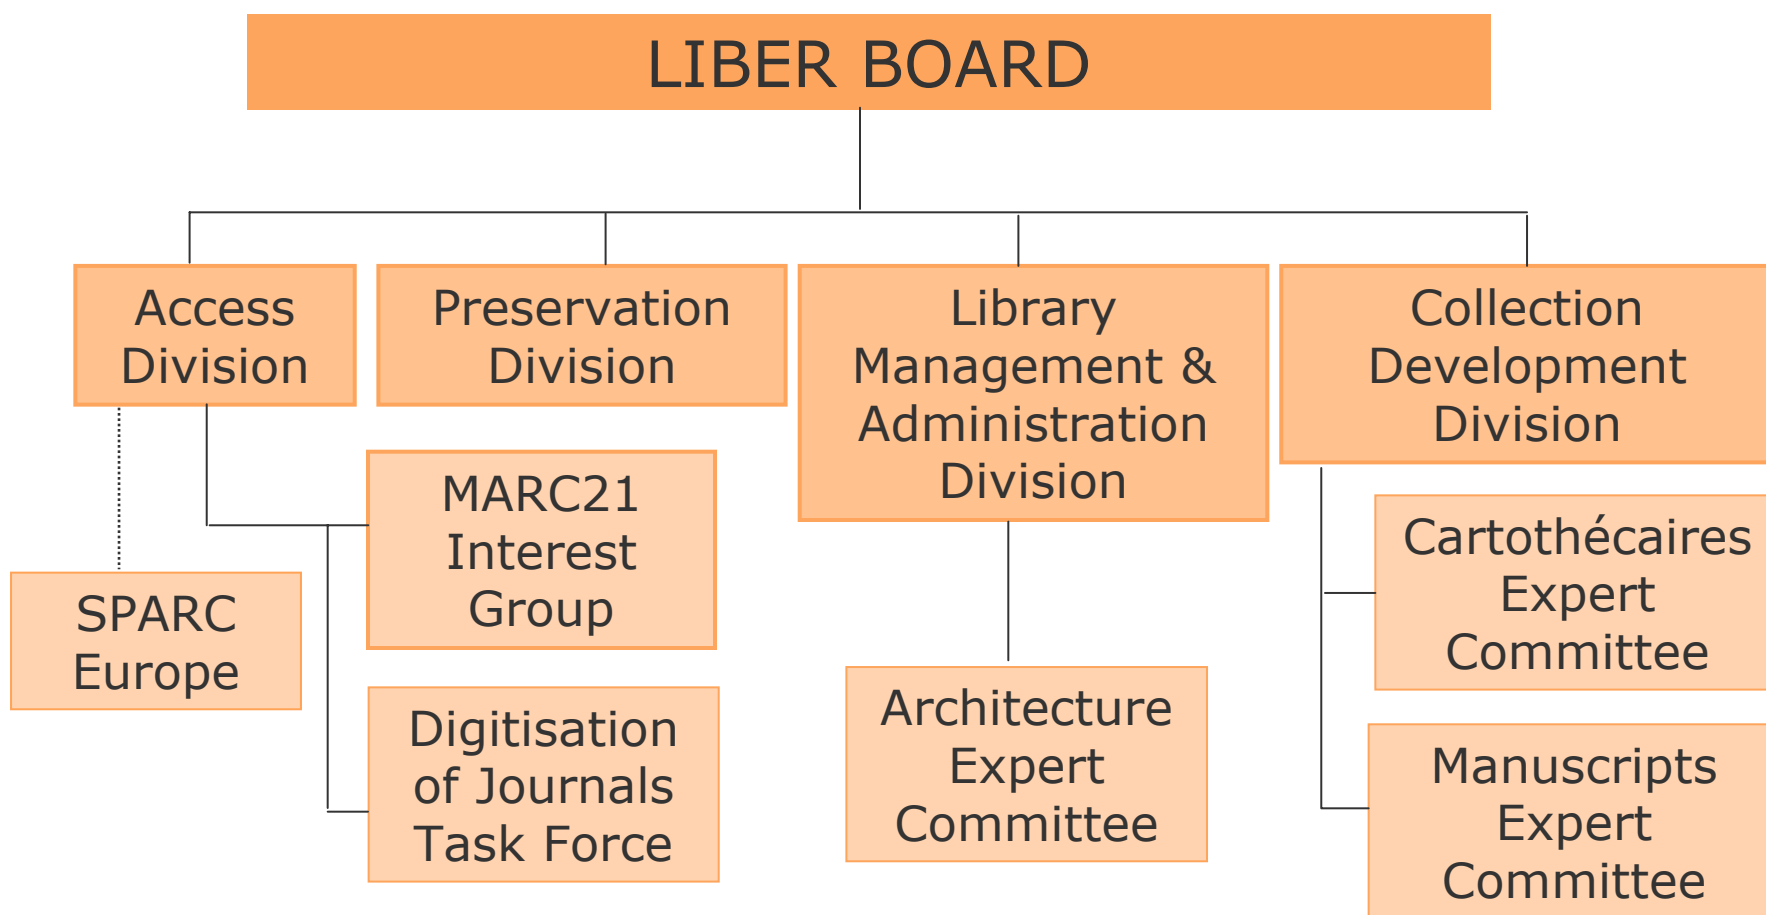 LIBER BOARD
Access
Division
Preservation
Division
Library
Management &
Administration
Division
Collection
Development
Division
MARC21
Interest
Group
SPARC
Europe
Digitisation
of Journals
Task Force
Architecture
Expert
Committee
Cartothécaires
Expert
Committee
Manuscripts
Expert
Committee